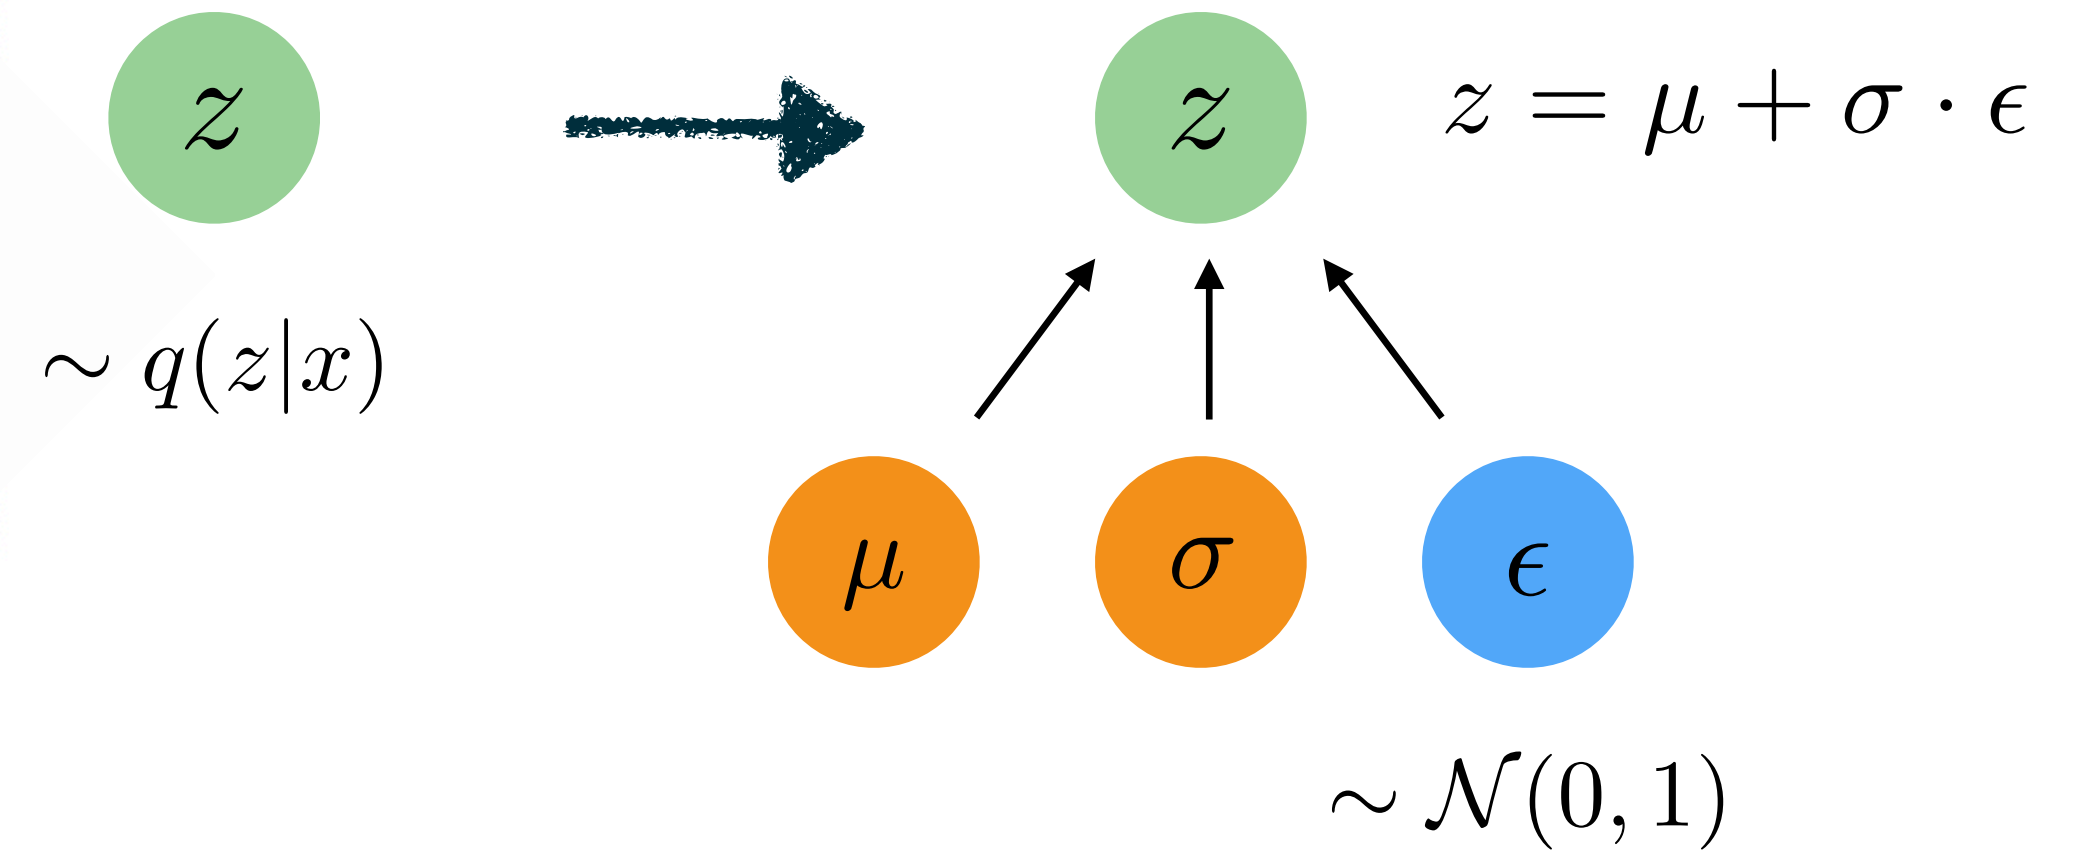 z
z
z = μ + σ · ϵ
∼ q(z|x)
μ
σ
ϵ
∼ 𝒩(0, 1)